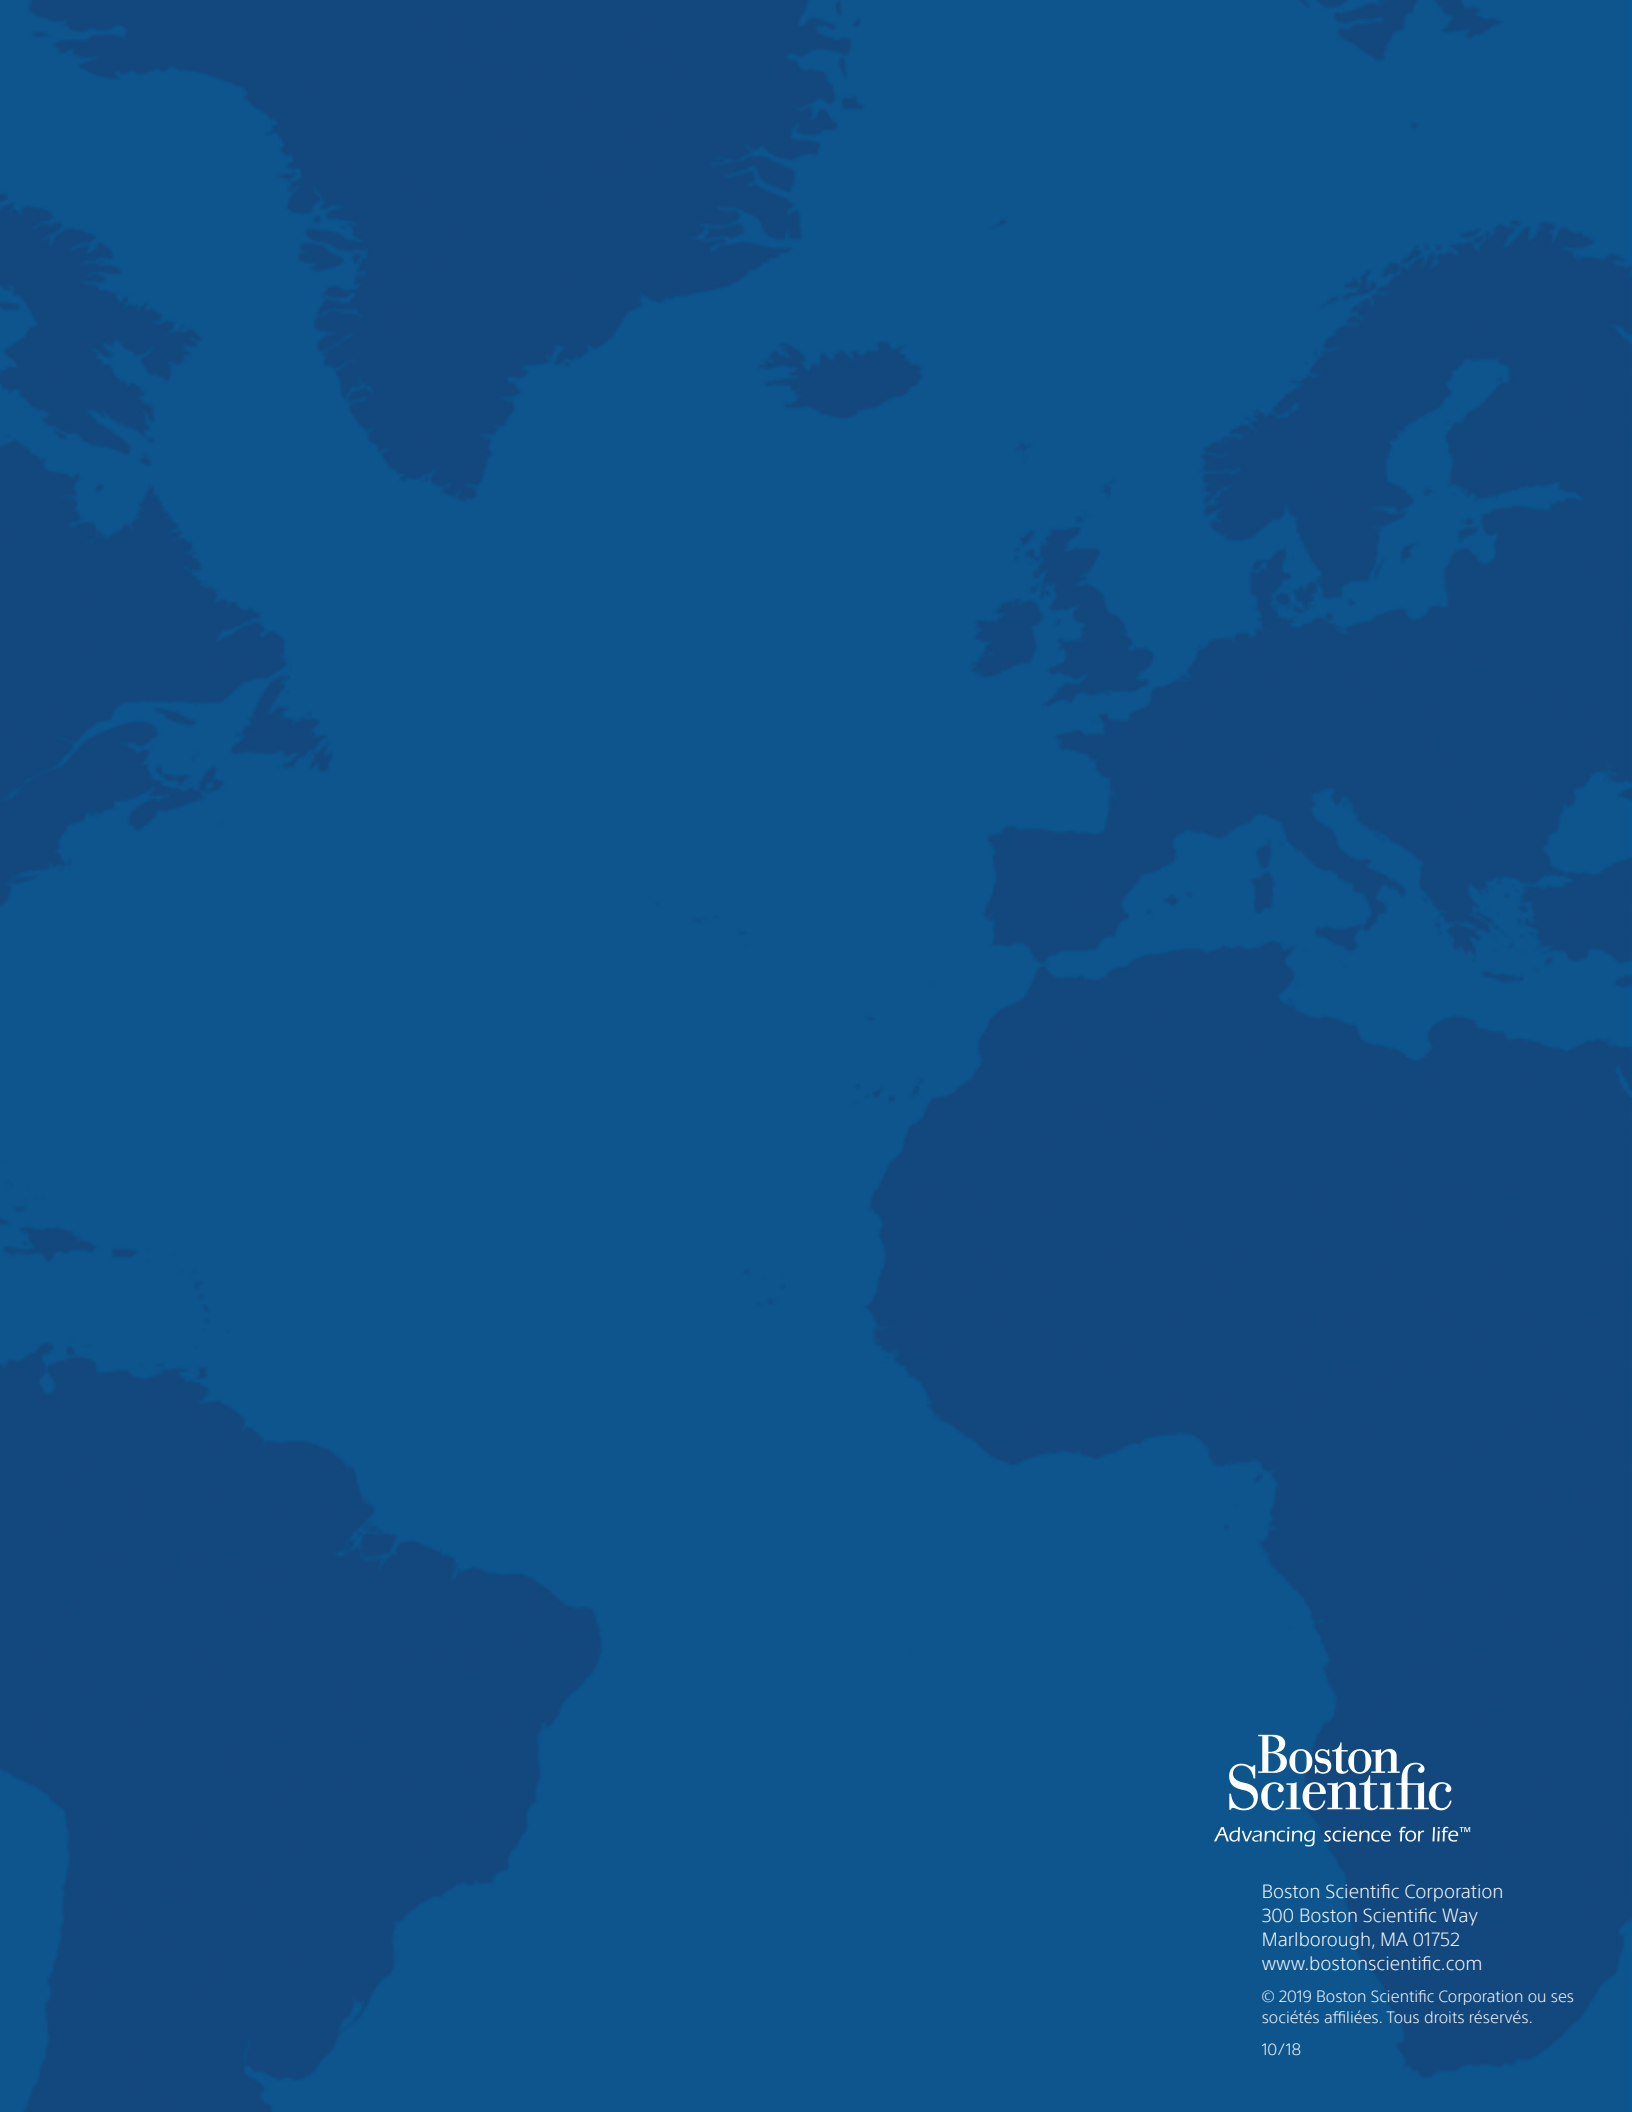 Boston
Scientific
Advancing science for life™
Boston Scientific Corporation
300 Boston Scientific Way
Marlborough, MA 01752
www.bostonscientific.com
© 2019 Boston Scientific Corporation ou ses
sociétés affiliées. Tous droits réservés.
10/18